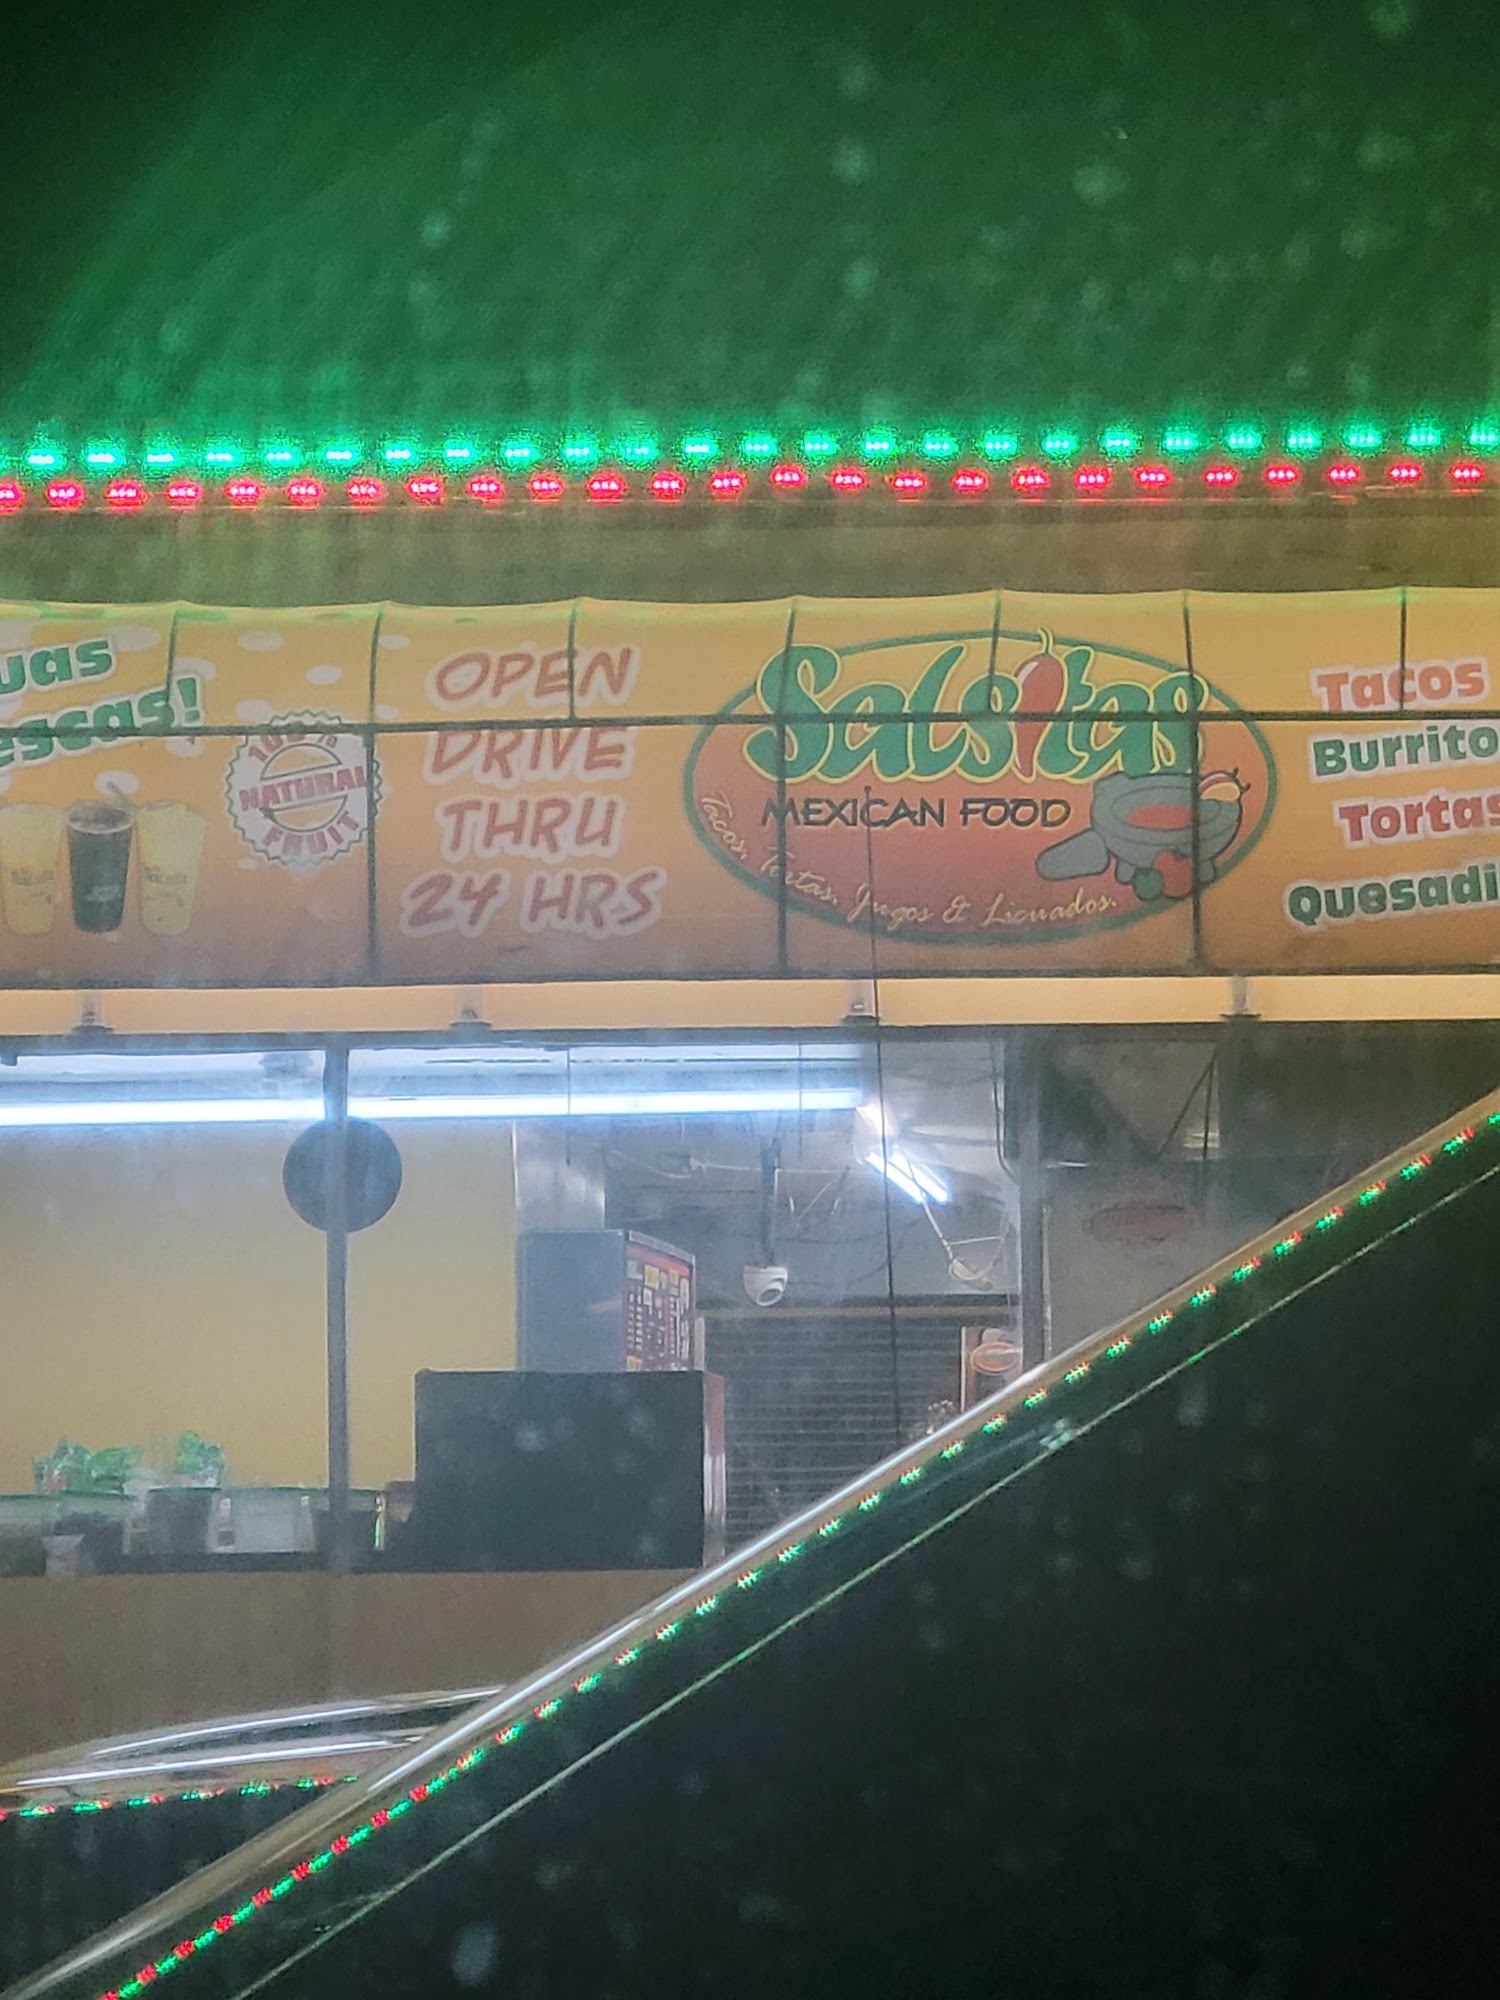 uas
escas!
100%
NATURAL
FRUIT
OPEN
DRIVE
THRU
24 HRS
Salsitas
MEXICAN FOOD
Tacos, Tortas, Jugos & Licuados.
Tacos
Burrito
Tortas
Quesadi